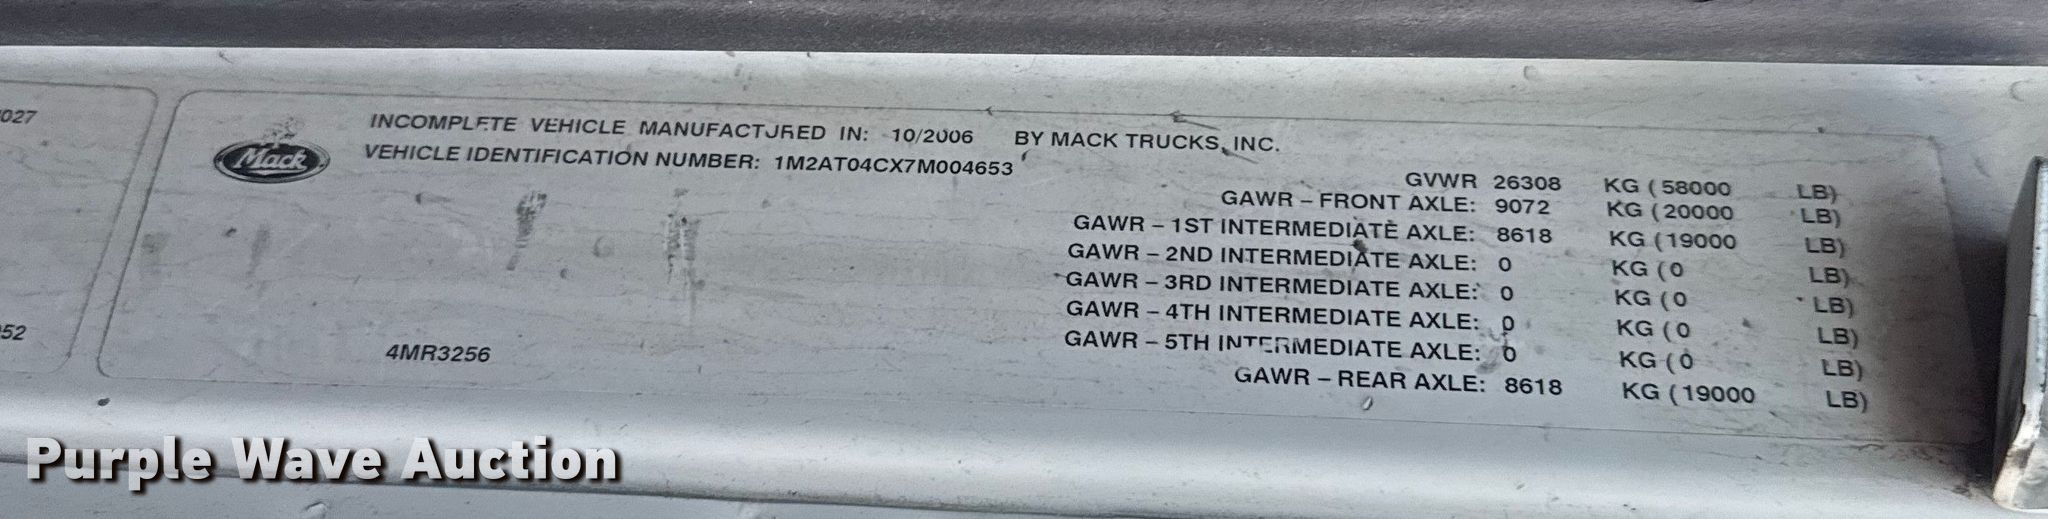 027
52
Mack
INCOMPLETE VEHICLE MANUFACTURED IN: 10/2006 BY MACK TRUCKS, INC.
VEHICLE IDENTIFICATION NUMBER: 1M2AT04CX7M004653
GVWR 26308 KG (58000 LB)
GAWR – FRONT AXLE: 9072 KG (20000 LB)
GAWR – 1ST INTERMEDIATE AXLE: 8618 KG (19000 LB)
GAWR – 2ND INTERMEDIATE AXLE: 0 KG (0 LB)
GAWR – 3RD INTERMEDIATE AXLE: 0 KG (0 LB)
GAWR – 4TH INTERMEDIATE AXLE: 0 KG (0 LB)
GAWR – 5TH INTERMEDIATE AXLE: 0 KG (0 LB)
GAWR – REAR AXLE: 8618 KG (19000 LB)
4MR3256
Purple Wave Auction